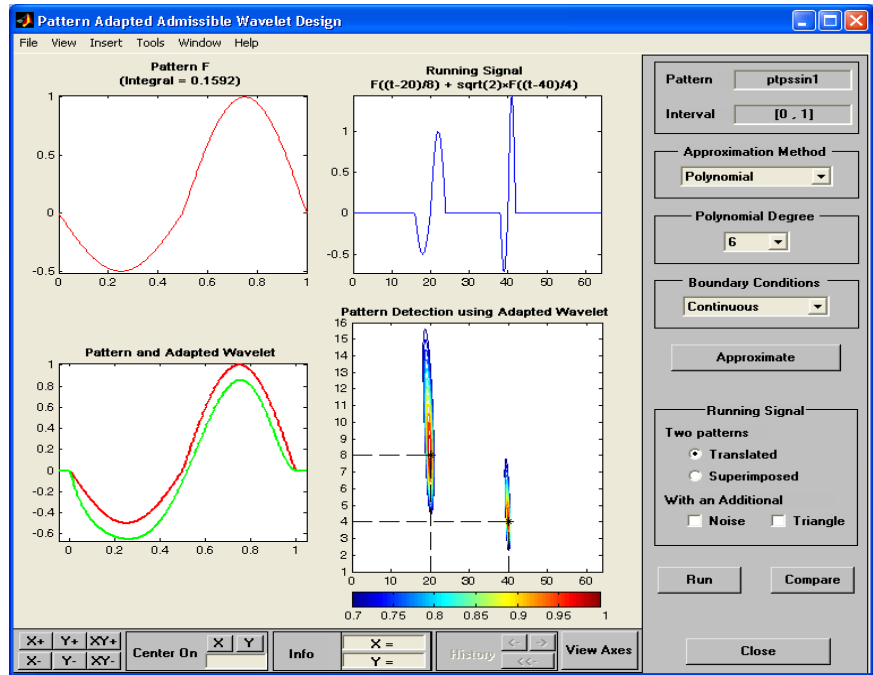 Pattern Adapted Admissible Wavelet Design
File View Insert Tools Window Help
Pattern F
(Integral = 0.1592)
1
0.5
0
-0.5
0 0.2 0.4 0.6 0.8 1
Running Signal
F((t-20)/8) + sqrt(2)×F((t-40)/4)
1
0.5
0
-0.5
0 10 20 30 40 50 60
Pattern and Adapted Wavelet
1
0.8
0.6
0.4
0.2
0
-0.2
-0.4
-0.6
0 0.2 0.4 0.6 0.8 1
Pattern Detection using Adapted Wavelet
16
15
14
13
12
11
10
9
8
7
6
5
4
3
2
1
0 10 20 30 40 50 60
0.7 0.75 0.8 0.85 0.9 0.95 1
Pattern ptpssin1
Interval [0 , 1]
Approximation Method
Polynomial
Polynomial Degree
6
Boundary Conditions
Continuous
Approximate
Running Signal
Two patterns
Translated
Superimposed
With an Additional
Noise Triangle
Run Compare
Close
X+ Y+ XY+
X- Y- XY-
Center On X Y
Info
X =
Y =
History <- ->
<<-
View Axes